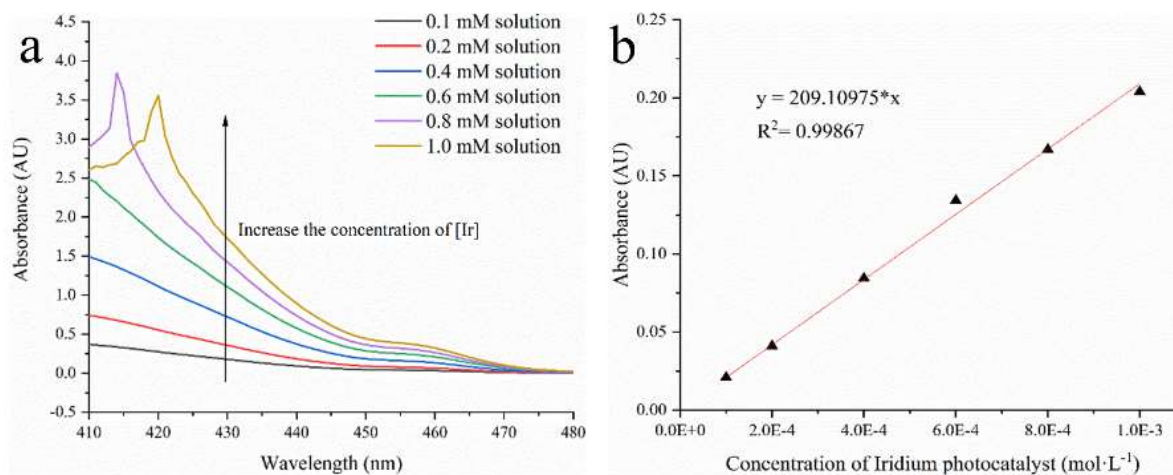 a
4.5
4.0
3.5
3.0
2.5
2.0
1.5
1.0
0.5
0.0
-0.5
Absorbance (AU)
410 420 430 440 450 460 470 480
Wavelength (nm)
0.1 mM solution
0.2 mM solution
0.4 mM solution
0.6 mM solution
0.8 mM solution
1.0 mM solution
Increase the concentration of [Ir]
b
0.25
0.20
0.15
0.10
0.05
0.00
Absorbance (AU)
y = 209.10975*x
R²= 0.99867
0.0E+0 2.0E-4 4.0E-4 6.0E-4 8.0E-4 1.0E-3
Concentration of Iridium photocatalyst (mol·L⁻¹)